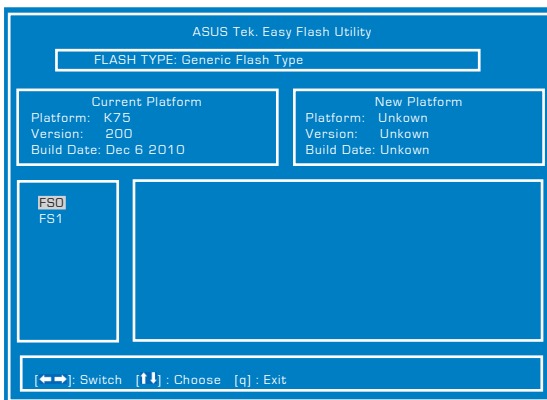 ASUS Tek. Easy Flash Utility
FLASH TYPE: Generic Flash Type
Current Platform
Platform: K75
Version: 200
Build Date: Dec 6 2010
New Platform
Platform: Unkown
Version: Unkown
Build Date: Unkown
FS0
FS1
[←→]: Switch [↑↓] : Choose [q] : Exit